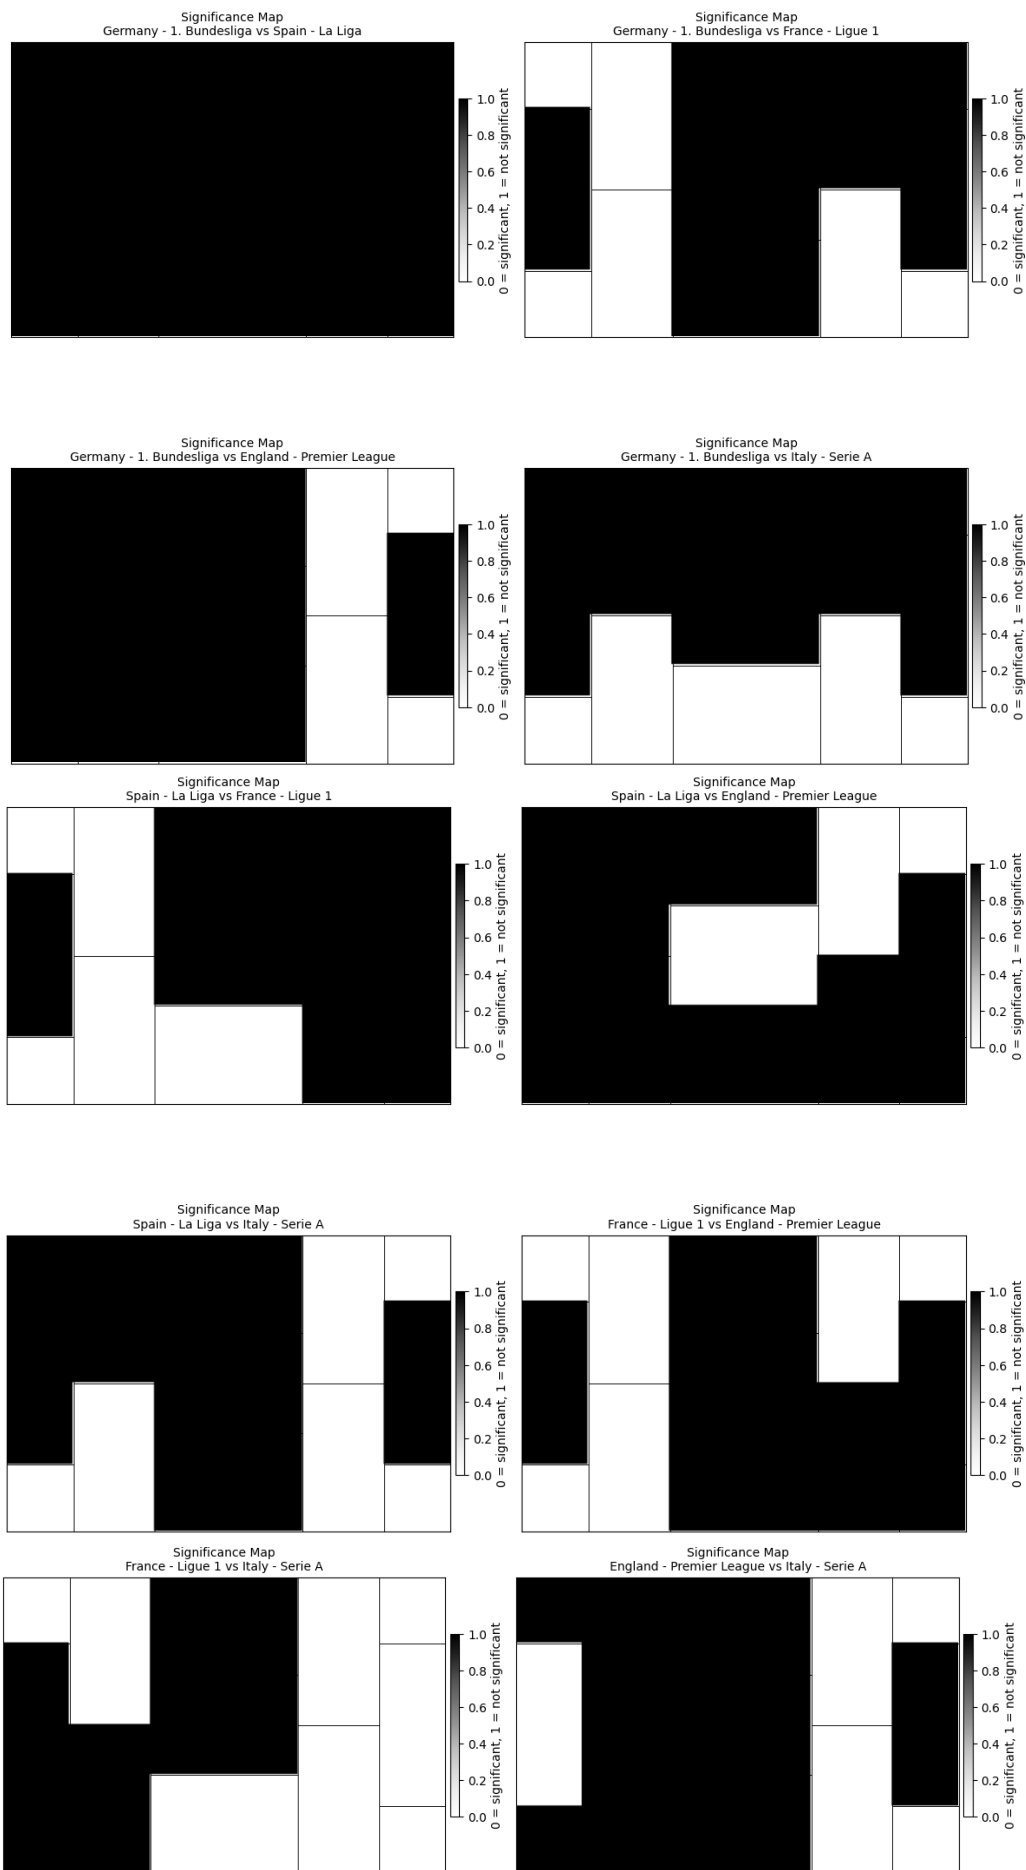 Significance Map
Germany - 1. Bundesliga vs Spain - La Liga
1.0
0.8
0.6
0.4
0.2
0.0
0 = significant, 1 = not significant
Significance Map
Germany - 1. Bundesliga vs France - Ligue 1
1.0
0.8
0.6
0.4
0.2
0.0
0 = significant, 1 = not significant
Significance Map
Germany - 1. Bundesliga vs England - Premier League
1.0
0.8
0.6
0.4
0.2
0.0
0 = significant, 1 = not significant
Significance Map
Germany - 1. Bundesliga vs Italy - Serie A
1.0
0.8
0.6
0.4
0.2
0.0
0 = significant, 1 = not significant
Significance Map
Spain - La Liga vs France - Ligue 1
1.0
0.8
0.6
0.4
0.2
0.0
0 = significant, 1 = not significant
Significance Map
Spain - La Liga vs England - Premier League
1.0
0.8
0.6
0.4
0.2
0.0
0 = significant, 1 = not significant
Significance Map
Spain - La Liga vs Italy - Serie A
1.0
0.8
0.6
0.4
0.2
0.0
0 = significant, 1 = not significant
Significance Map
France - Ligue 1 vs England - Premier League
1.0
0.8
0.6
0.4
0.2
0.0
0 = significant, 1 = not significant
Significance Map
France - Ligue 1 vs Italy - Serie A
1.0
0.8
0.6
0.4
0.2
0.0
0 = significant, 1 = not significant
Significance Map
England - Premier League vs Italy - Serie A
1.0
0.8
0.6
0.4
0.2
0.0
0 = significant, 1 = not significant